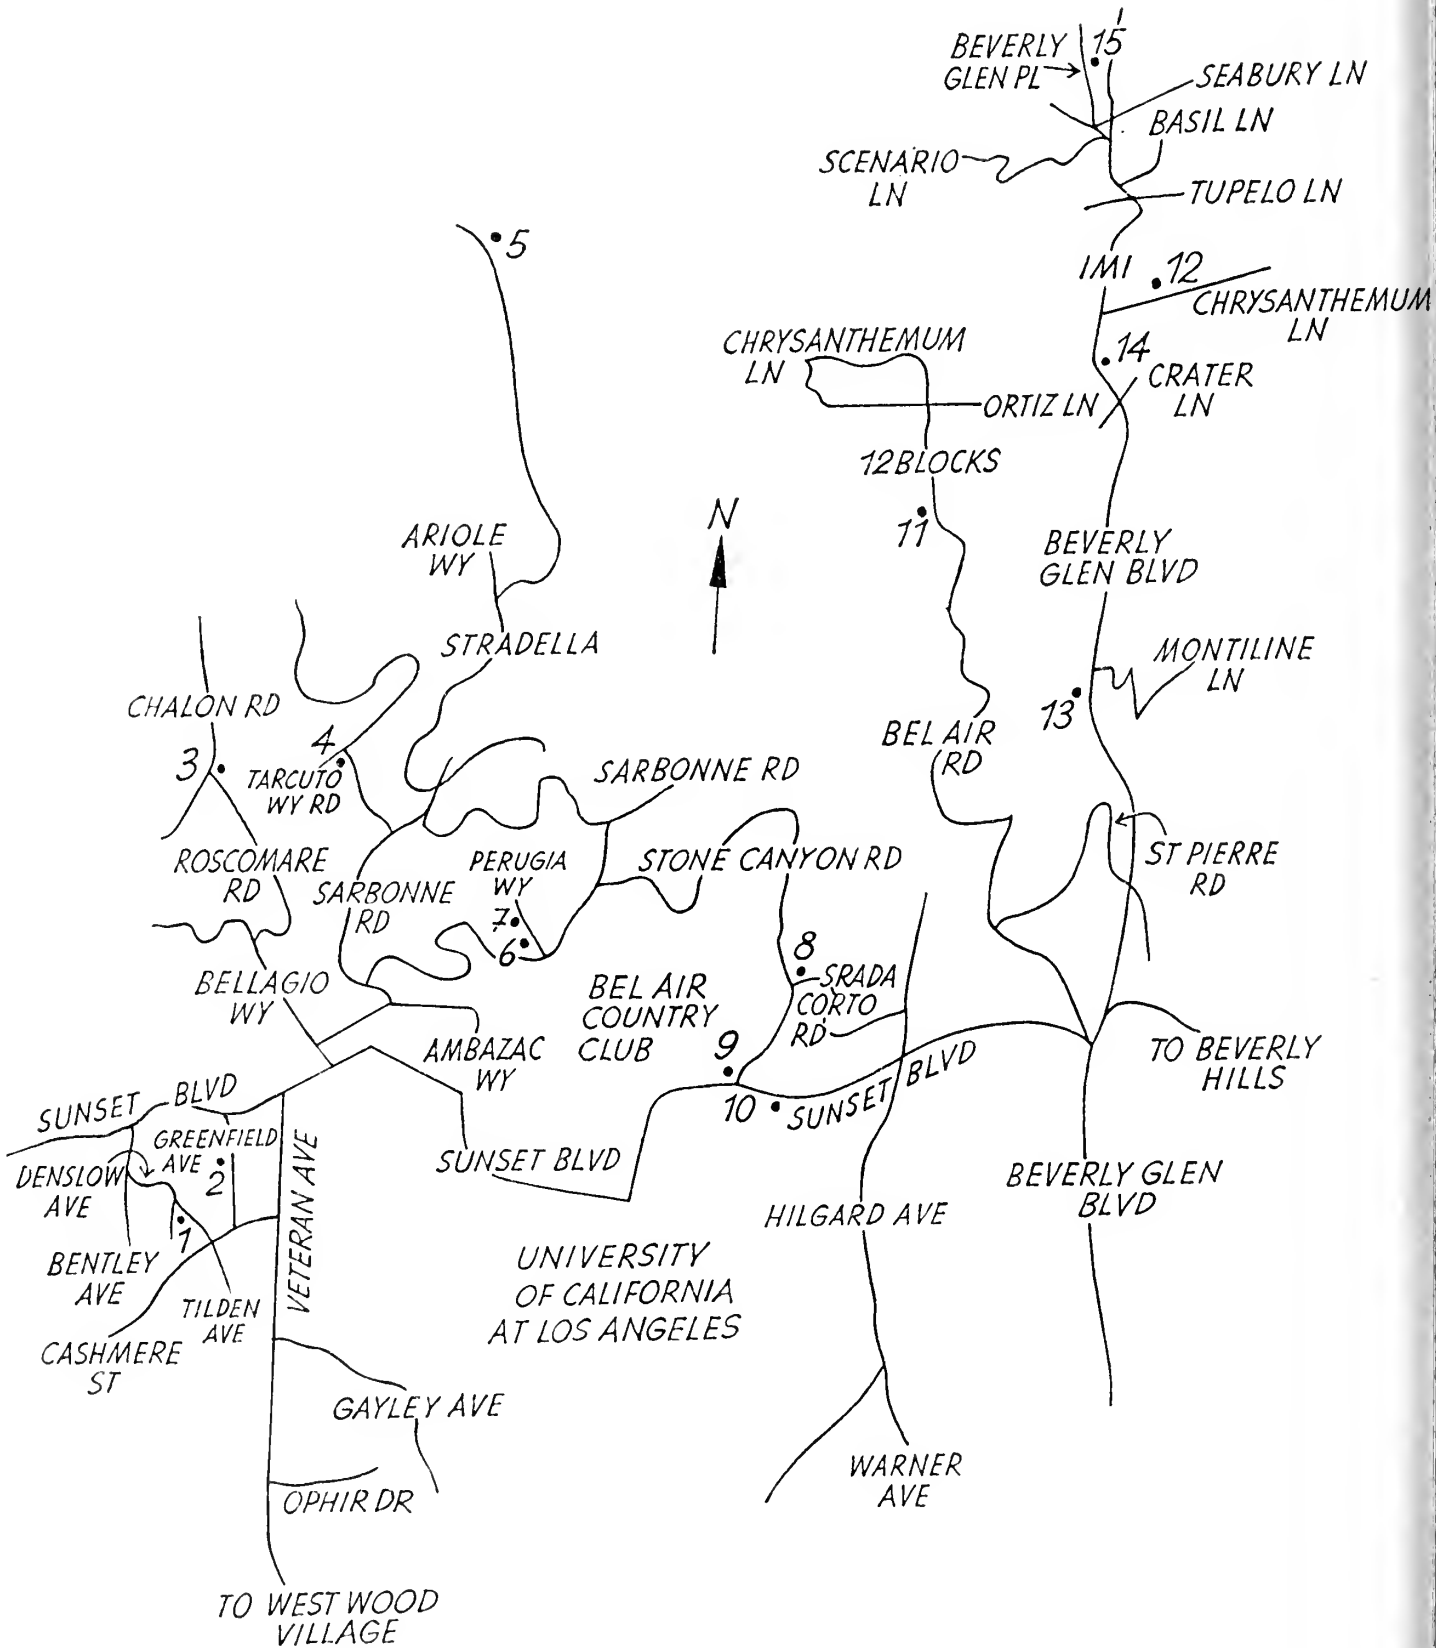 BEVERLY
GLEN PL
15
SEABURY LN
BASIL LN
SCENARIO
LN
TUPELO LN
5
IMI
12
CHRYSANTHEMUM
LN
CHRYSANTHEMUM
LN
14
CRATER
LN
ORTIZ LN
12 BLOCKS
N
11
ARIOLE
WY
BEVERLY
GLEN BLVD
STRADELLA
MONTILINE
LN
CHALON RD
13
4
3
TARCUTO
WY RD
BEL AIR
RD
SARBONNE RD
ROSCOMARE
RD
PERUGIA
WY
STONE CANYON RD
ST PIERRE
RD
SARBONNE
RD
7
6
8
BELLAGIO
WY
BEL AIR
COUNTRY
CLUB
SRADA
CORTO
RD
AMBAZAC
WY
9
TO BEVERLY
HILLS
SUNSET BLVD
10
SUNSET BLVD
GREENFIELD
AVE
2
DENSLOW
AVE
SUNSET BLVD
BEVERLY GLEN
BLVD
VETERAN AVE
1
HILGARD AVE
BENTLEY
AVE
TILDEN
AVE
UNIVERSITY
OF CALIFORNIA
AT LOS ANGELES
CASHMERE
ST
GAYLEY AVE
WARNER
AVE
OPHIR DR
TO WEST WOOD
VILLAGE